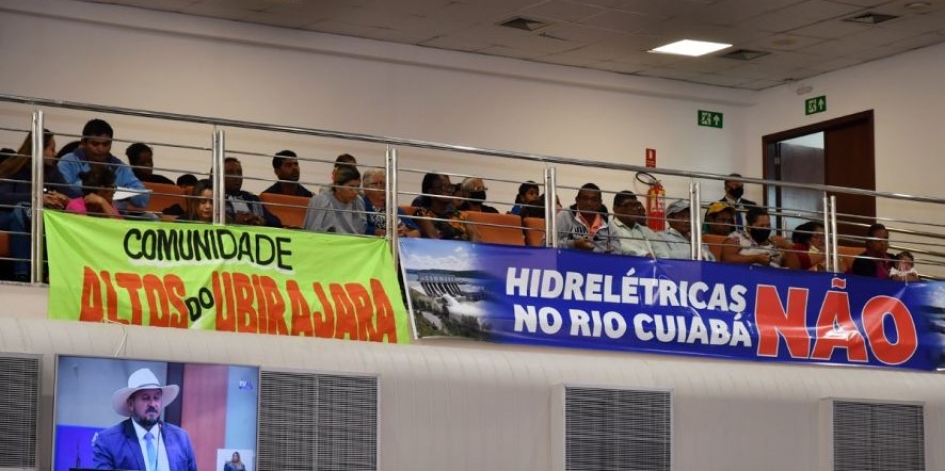 COMUNIDADE
ALTOS DO UBIRAJARA
HIDRELÉTRICAS
NO RIO CUIABÁ
NÃO